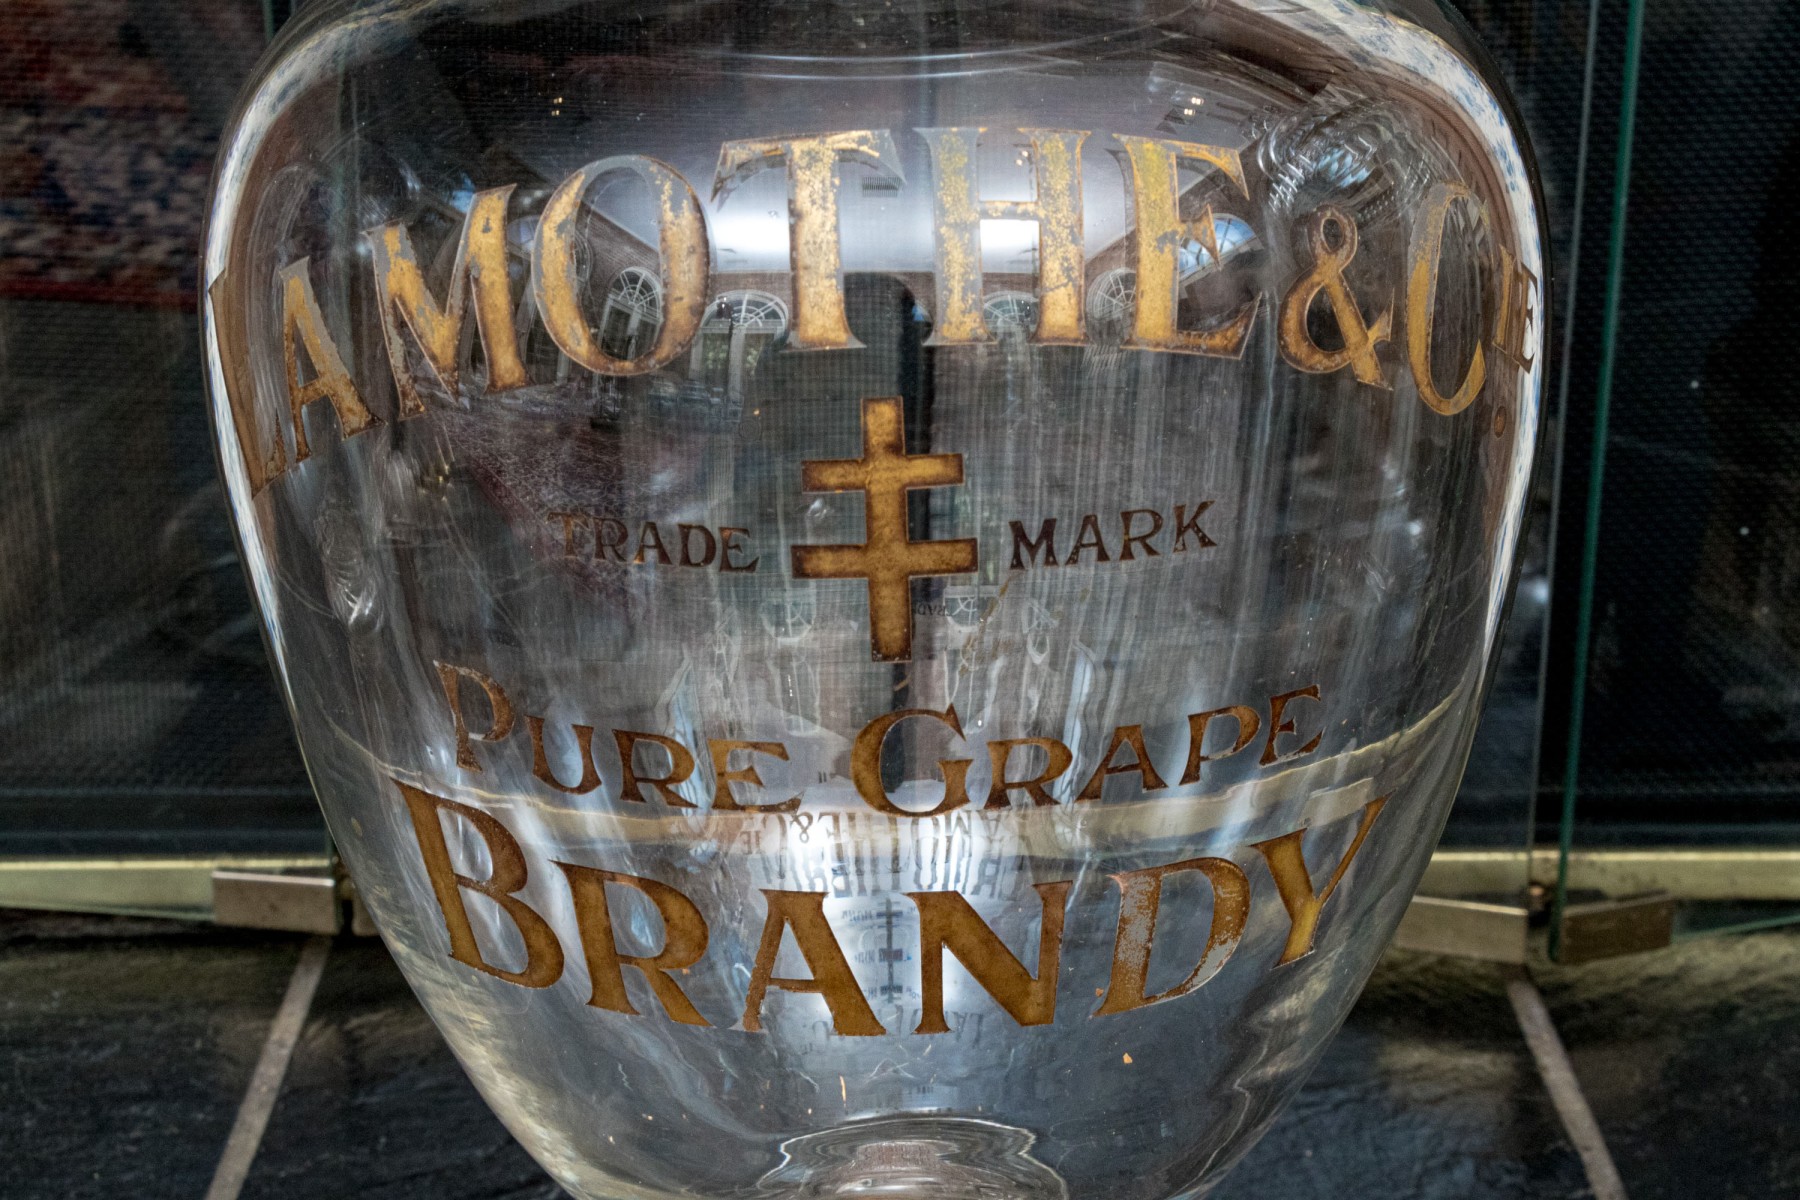 LAMOTHE & CIE.
TRADE MARK
PURE GRAPE
BRANDY